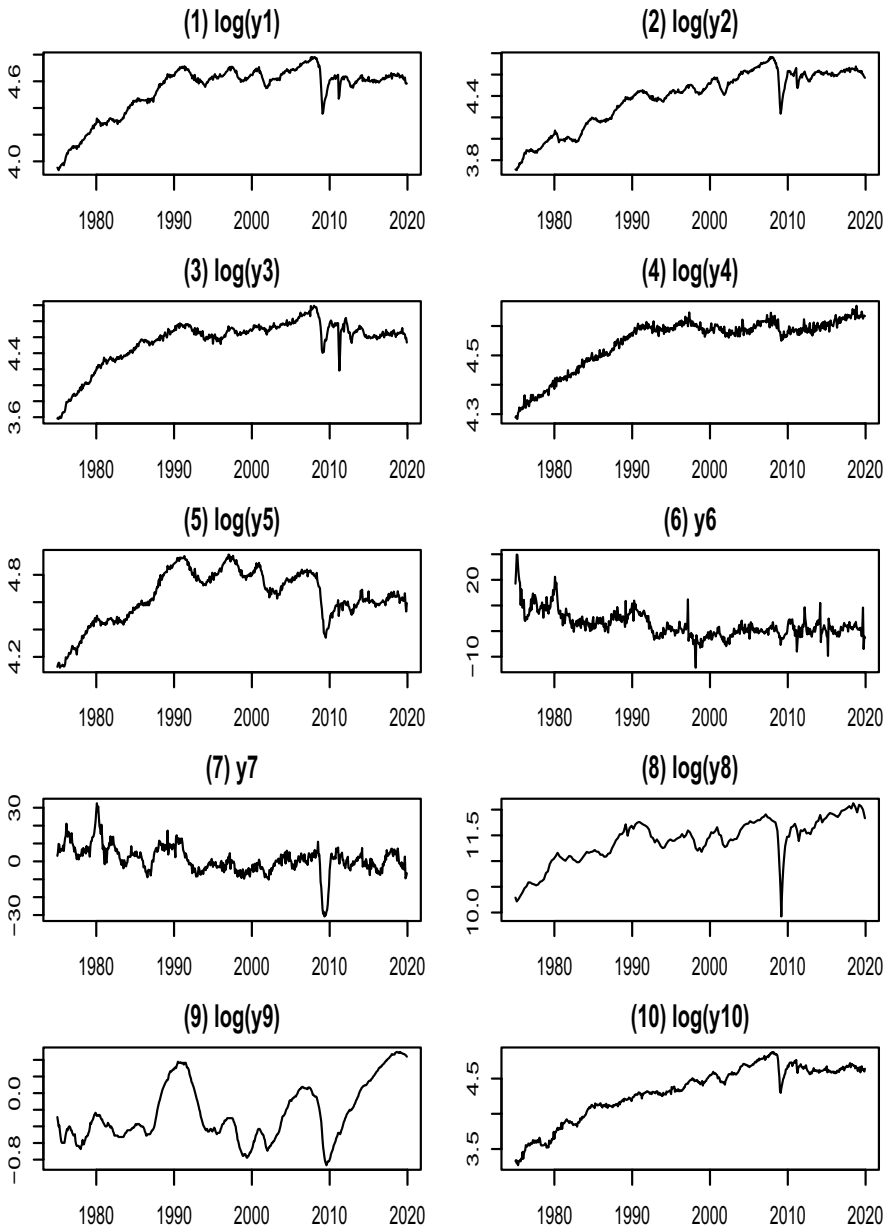 (1) log(y1)
4.6
4.0
1980 1990 2000 2010 2020
(2) log(y2)
4.4
3.8
1980 1990 2000 2010 2020
(3) log(y3)
4.4
3.6
1980 1990 2000 2010 2020
(4) log(y4)
4.5
4.3
1980 1990 2000 2010 2020
(5) log(y5)
4.8
4.2
1980 1990 2000 2010 2020
(6) y6
20
−10
1980 1990 2000 2010 2020
(7) y7
30
0
−30
1980 1990 2000 2010 2020
(8) log(y8)
11.5
10.0
1980 1990 2000 2010 2020
(9) log(y9)
0.0
−0.8
1980 1990 2000 2010 2020
(10) log(y10)
4.5
3.5
1980 1990 2000 2010 2020